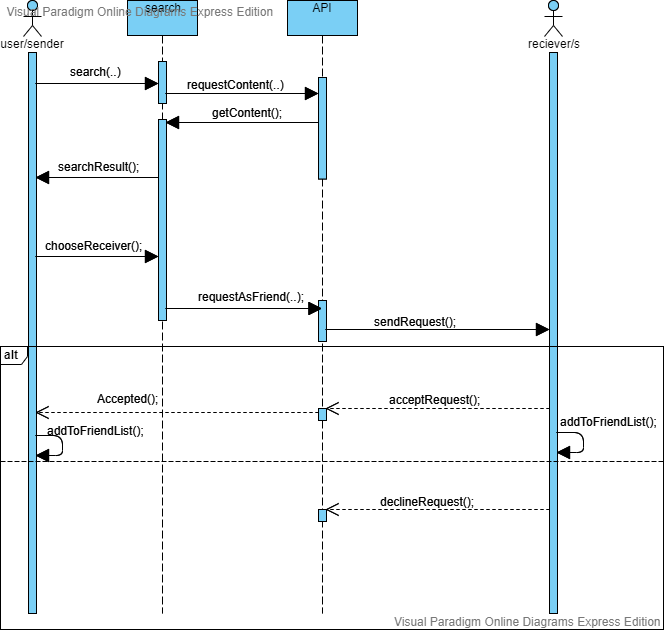 Visual Paradigm Online Diagrams Express Edition
search
API
user/sender
reciever/s
search(..)
requestContent(..)
getContent();
searchResult();
chooseReceiver();
requestAsFriend(..);
sendRequest();
alt
Accepted();
acceptRequest();
addToFriendList();
addToFriendList();
declineRequest();
Visual Paradigm Online Diagrams Express Edition